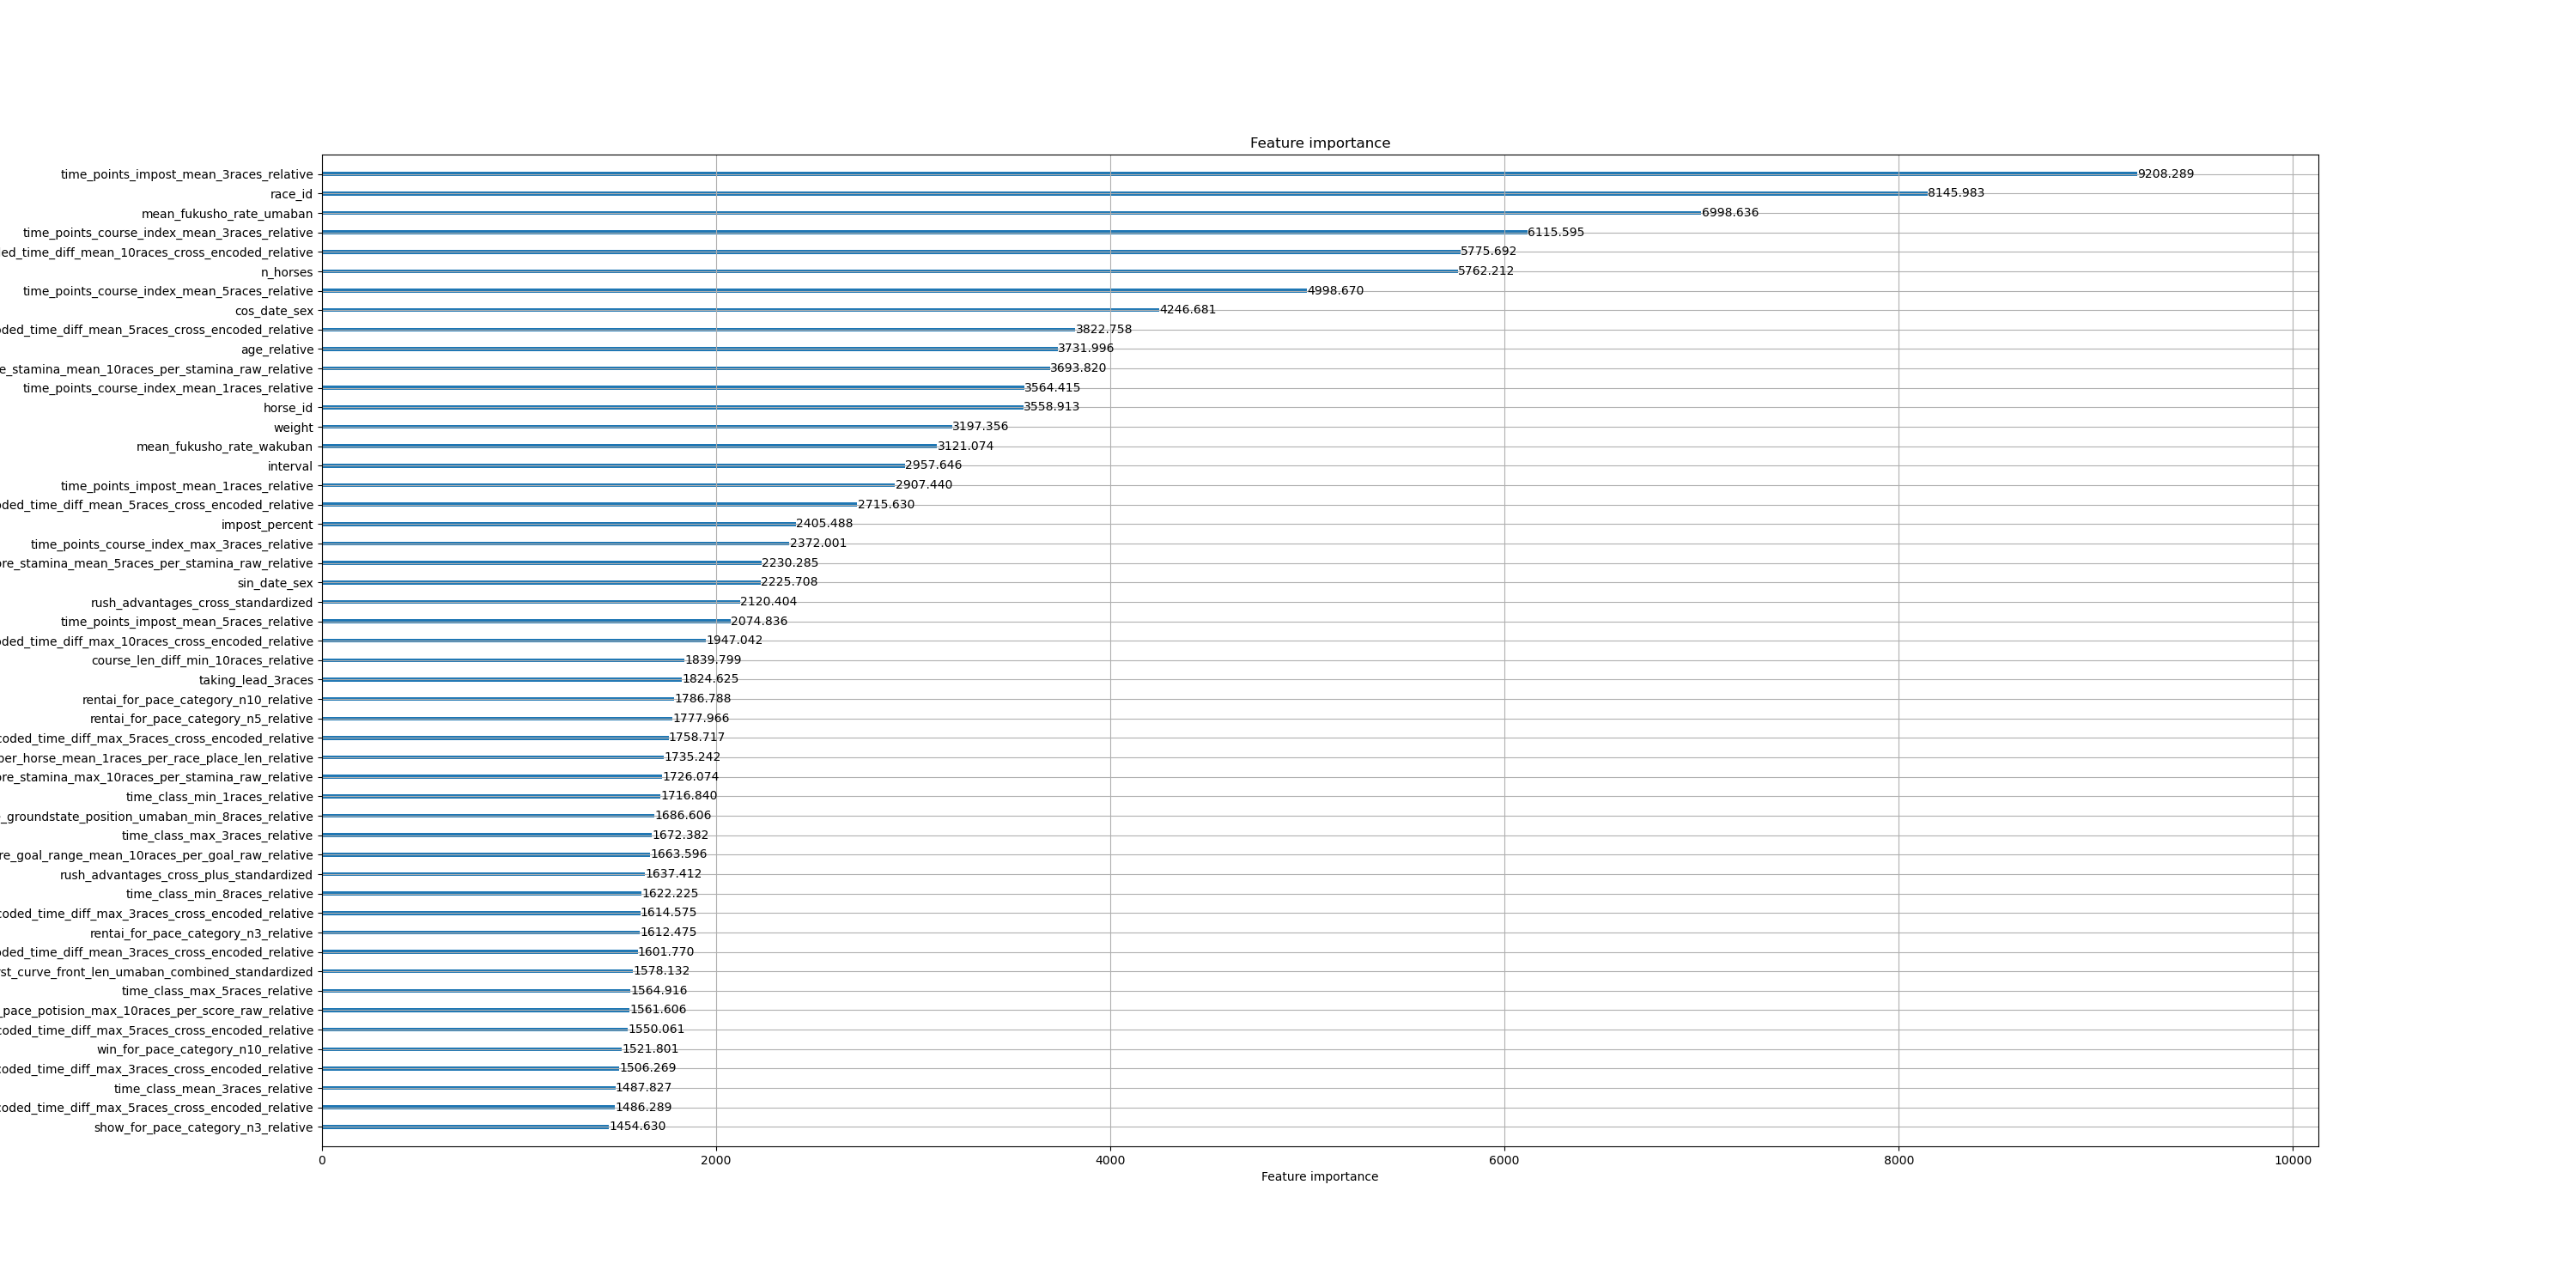 Feature importance
time_points_impost_mean_3races_relative 9208.289
race_id 8145.983
mean_fukusho_rate_umaban 6998.636
time_points_course_index_mean_3races_relative 6115.595
ed_time_diff_mean_10races_cross_encoded_relative 5775.692
n_horses 5762.212
time_points_course_index_mean_5races_relative 4998.670
cos_date_sex 4246.681
ded_time_diff_mean_5races_cross_encoded_relative 3822.758
age_relative 3731.996
e_stamina_mean_10races_per_stamina_raw_relative 3693.820
time_points_course_index_mean_1races_relative 3564.415
horse_id 3558.913
weight 3197.356
mean_fukusho_rate_wakuban 3121.074
interval 2957.646
time_points_impost_mean_1races_relative 2907.440
ded_time_diff_mean_5races_cross_encoded_relative 2715.630
impost_percent 2405.488
time_points_course_index_max_3races_relative 2372.001
re_stamina_mean_5races_per_stamina_raw_relative 2230.285
sin_date_sex 2225.708
rush_advantages_cross_standardized 2120.404
time_points_impost_mean_5races_relative 2074.836
ded_time_diff_max_10races_cross_encoded_relative 1947.042
course_len_diff_min_10races_relative 1839.799
taking_lead_3races 1824.625
rentai_for_pace_category_n10_relative 1786.788
rentai_for_pace_category_n5_relative 1777.966
coded_time_diff_max_5races_cross_encoded_relative 1758.717
per_horse_mean_1races_per_race_place_len_relative 1735.242
re_stamina_max_10races_per_stamina_raw_relative 1726.074
time_class_min_1races_relative 1716.840
_groundstate_position_umaban_min_8races_relative 1686.606
time_class_max_3races_relative 1672.382
re_goal_range_mean_10races_per_goal_raw_relative 1663.596
rush_advantages_cross_plus_standardized 1637.412
time_class_min_8races_relative 1622.225
coded_time_diff_max_3races_cross_encoded_relative 1614.575
rentai_for_pace_category_n3_relative 1612.475
ded_time_diff_mean_3races_cross_encoded_relative 1601.770
st_curve_front_len_umaban_combined_standardized 1578.132
time_class_max_5races_relative 1564.916
_pace_potision_max_10races_per_score_raw_relative 1561.606
coded_time_diff_max_5races_cross_encoded_relative 1550.061
win_for_pace_category_n10_relative 1521.801
coded_time_diff_max_3races_cross_encoded_relative 1506.269
time_class_mean_3races_relative 1487.827
coded_time_diff_max_5races_cross_encoded_relative 1486.289
show_for_pace_category_n3_relative 1454.630
0 2000 4000 6000 8000 10000
Feature importance